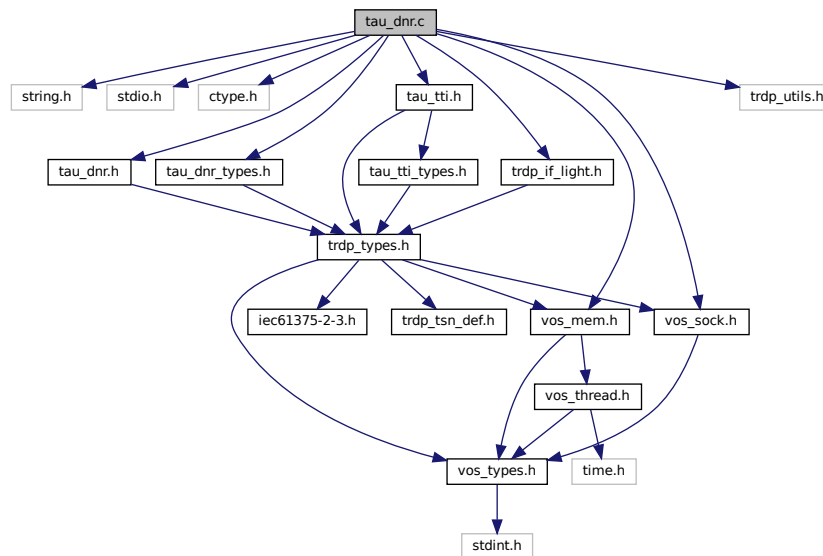 tau_dnr.c
string.h
stdio.h
ctype.h
tau_tti.h
trdp_utils.h
tau_dnr.h
tau_dnr_types.h
tau_tti_types.h
trdp_if_light.h
trdp_types.h
iec61375-2-3.h
trdp_tsn_def.h
vos_mem.h
vos_sock.h
vos_thread.h
vos_types.h
time.h
stdint.h